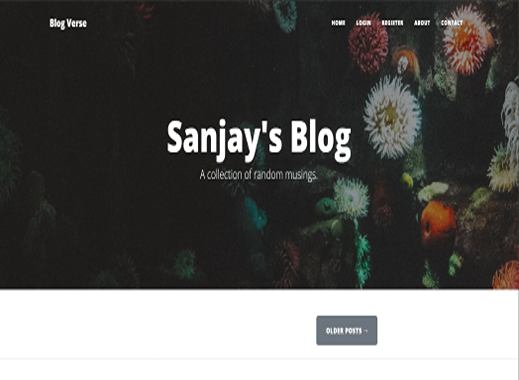 Blog Verse
HOME LOGIN REGISTER ABOUT CONTACT
Sanjay's Blog
A collection of random musings.
OLDER POSTS →